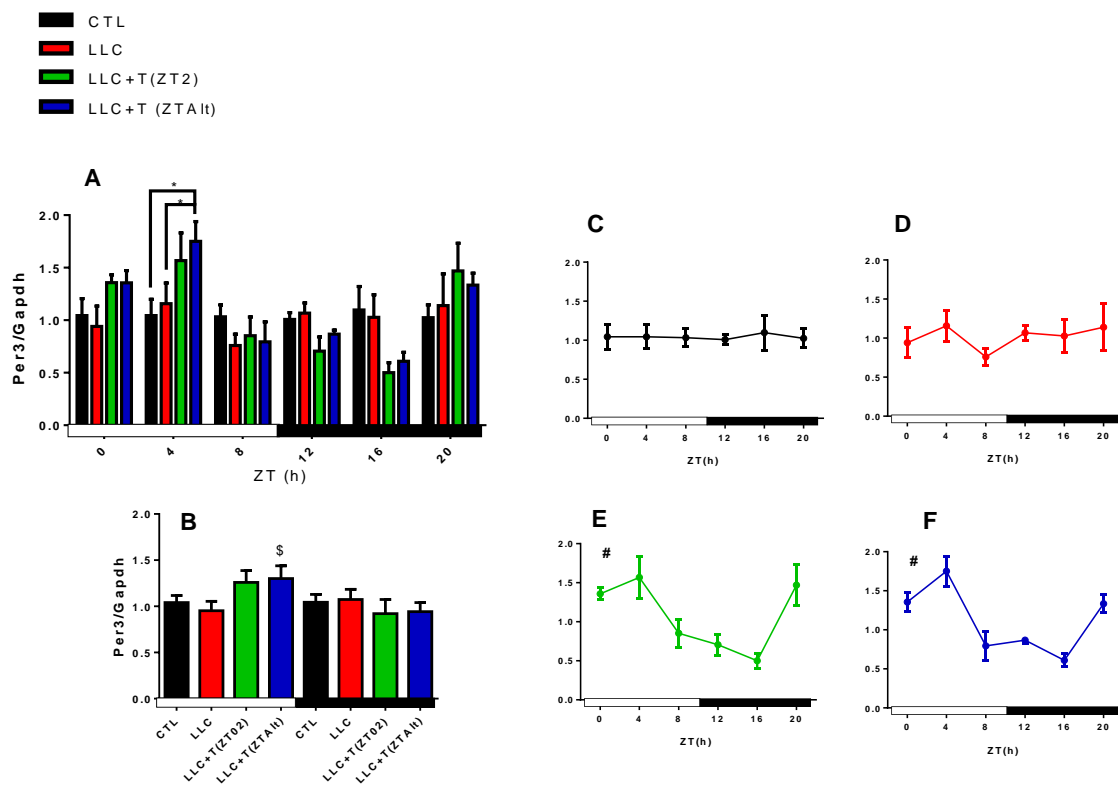 CTL
LLC
LLC+T(ZT2)
LLC+T (ZTAlt)
A
*
*
Per3/Gapdh
2.0
1.5
1.0
0.5
0.0
0 4 8 12 16 20
ZT (h)
B
$
Per3/Gapdh
2.0
1.5
1.0
0.5
0.0
CTL LLC LLC+T(ZT02) LLC+T(ZTAlt) CTL LLC LLC+T(ZT02) LLC+T(ZTAlt)
C
2.0
1.5
1.0
0.5
0.0
0 4 8 12 16 20
ZT(h)
D
2.0
1.5
1.0
0.5
0.0
0 4 8 12 16 20
ZT(h)
E
#
2.0
1.5
1.0
0.5
0.0
0 4 8 12 16 20
ZT(h)
F
#
2.0
1.5
1.0
0.5
0.0
0 4 8 12 16 20
ZT(h)